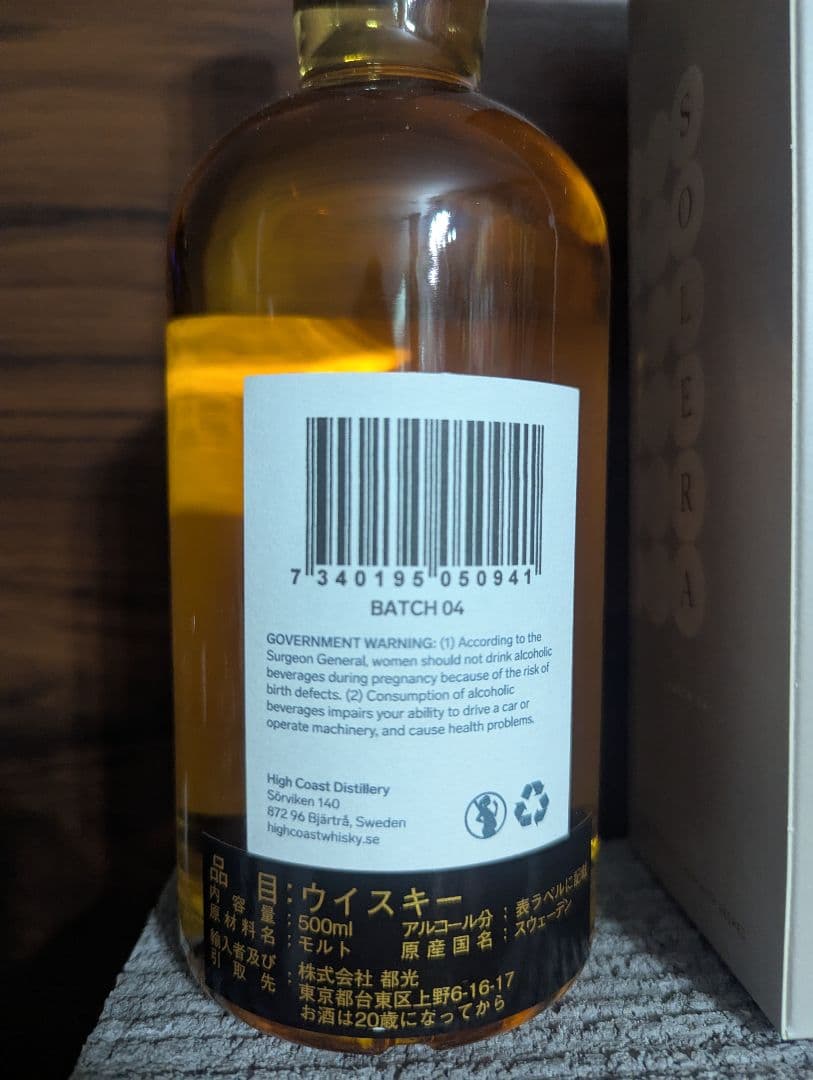 SOLERA
7 340195 050941
BATCH 04
GOVERNMENT WARNING: (1) According to the
Surgeon General, women should not drink alcoholic
beverages during pregnancy because of the risk of
birth defects. (2) Consumption of alcoholic
beverages impairs your ability to drive a car or
operate machinery, and cause health problems.
High Coast Distillery
Sörviken 140
872 96 Bjärtrå, Sweden
highcoastwhisky.se
品 目:ウイスキー
内容量:500ml アルコール分:表ラベルに記載
原材料名:モルト 原産国名:スウェーデン
輸入者及び
引取先:株式会社 都光
東京都台東区上野6-16-17
お酒は20歳になってから